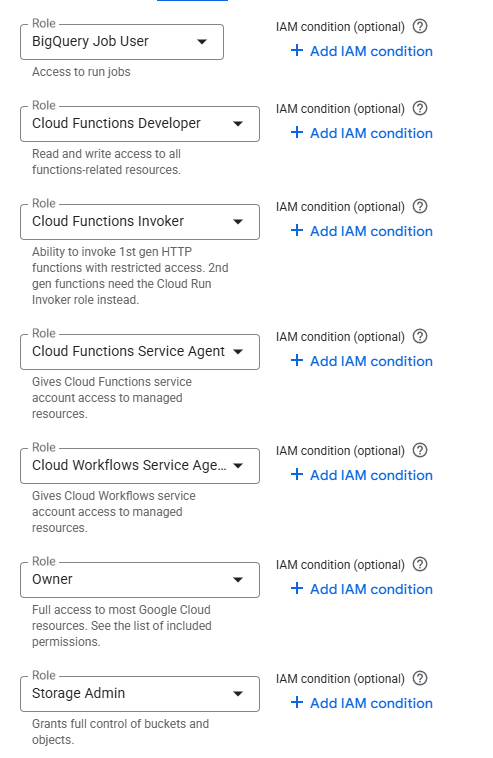 Role
IAM condition (optional)
BigQuery Job User
+ Add IAM condition
Access to run jobs
Role
IAM condition (optional)
Cloud Functions Developer
+ Add IAM condition
Read and write access to all
functions-related resources.
Role
IAM condition (optional)
Cloud Functions Invoker
+ Add IAM condition
Ability to invoke 1st gen HTTP
functions with restricted access. 2nd
gen functions need the Cloud Run
Invoker role instead.
Role
IAM condition (optional)
Cloud Functions Service Agent
+ Add IAM condition
Gives Cloud Functions service
account access to managed
resources.
Role
IAM condition (optional)
Cloud Workflows Service Age...
+ Add IAM condition
Gives Cloud Workflows service
account access to managed
resources.
Role
IAM condition (optional)
Owner
+ Add IAM condition
Full access to most Google Cloud
resources. See the list of included
permissions.
Role
IAM condition (optional)
Storage Admin
+ Add IAM condition
Grants full control of buckets and
objects.